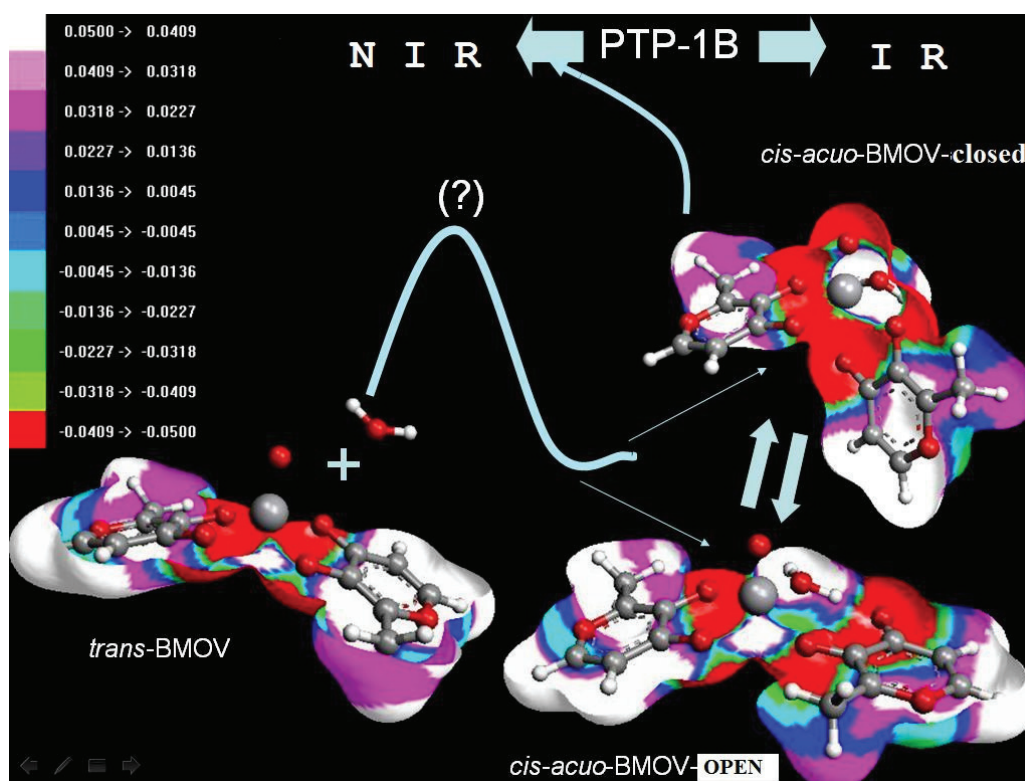 0.0500 -> 0.0409
0.0409 -> 0.0318
0.0318 -> 0.0227
0.0227 -> 0.0136
0.0136 -> 0.0045
0.0045 -> -0.0045
-0.0045 -> -0.0136
-0.0136 -> -0.0227
-0.0227 -> -0.0318
-0.0318 -> -0.0409
-0.0409 -> -0.0500
N I R
PTP-1B
I R
cis-acuo-BMOV-closed
(?)
+
trans-BMOV
cis-acuo-BMOV-OPEN